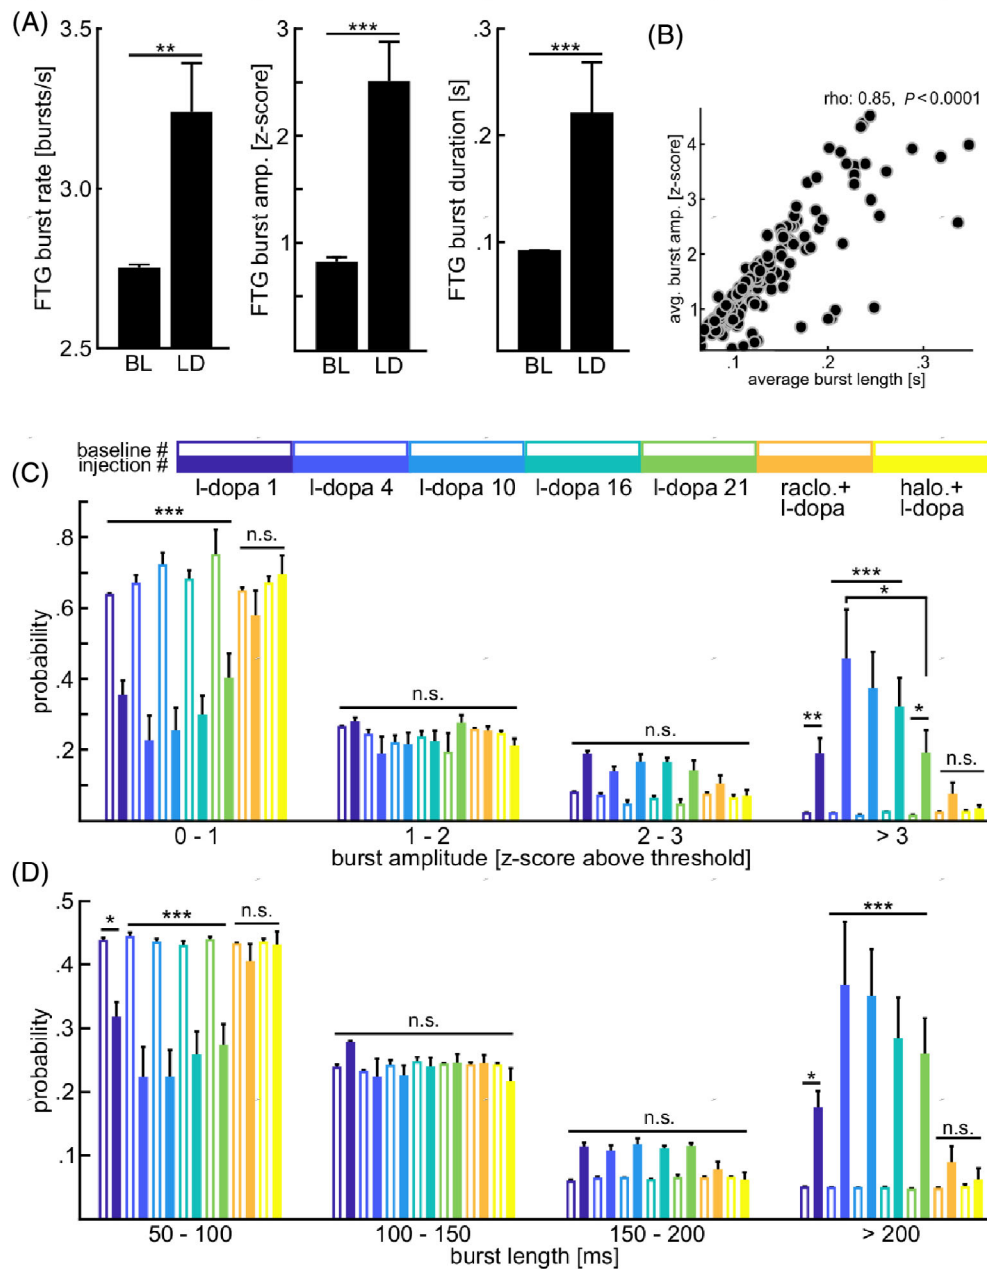 (A)
FTG burst rate [bursts/s]
3.5
3.0
2.5
**
BL LD
FTG burst amp. [z-score]
3
2
1
***
BL LD
FTG burst duration [s]
.3
.2
.1
***
BL LD
(B)
rho: 0.85, P<0.0001
avg. burst amp. [z-score]
4
3
2
1
.1 .2 .3
average burst length [s]
baseline #
injection #
l-dopa 1 l-dopa 4 l-dopa 10 l-dopa 16 l-dopa 21 raclo.+ halo.+
l-dopa l-dopa
(C)
probability
.8
.6
.4
.2
***
n.s.
n.s.
n.s.
***
*
**
*
n.s.
0 - 1 1 - 2 2 - 3 > 3
burst amplitude [z-score above threshold]
(D)
probability
.5
.4
.3
.2
.1
*
***
n.s.
n.s.
n.s.
***
*
n.s.
50 - 100 100 - 150 150 - 200 > 200
burst length [ms]